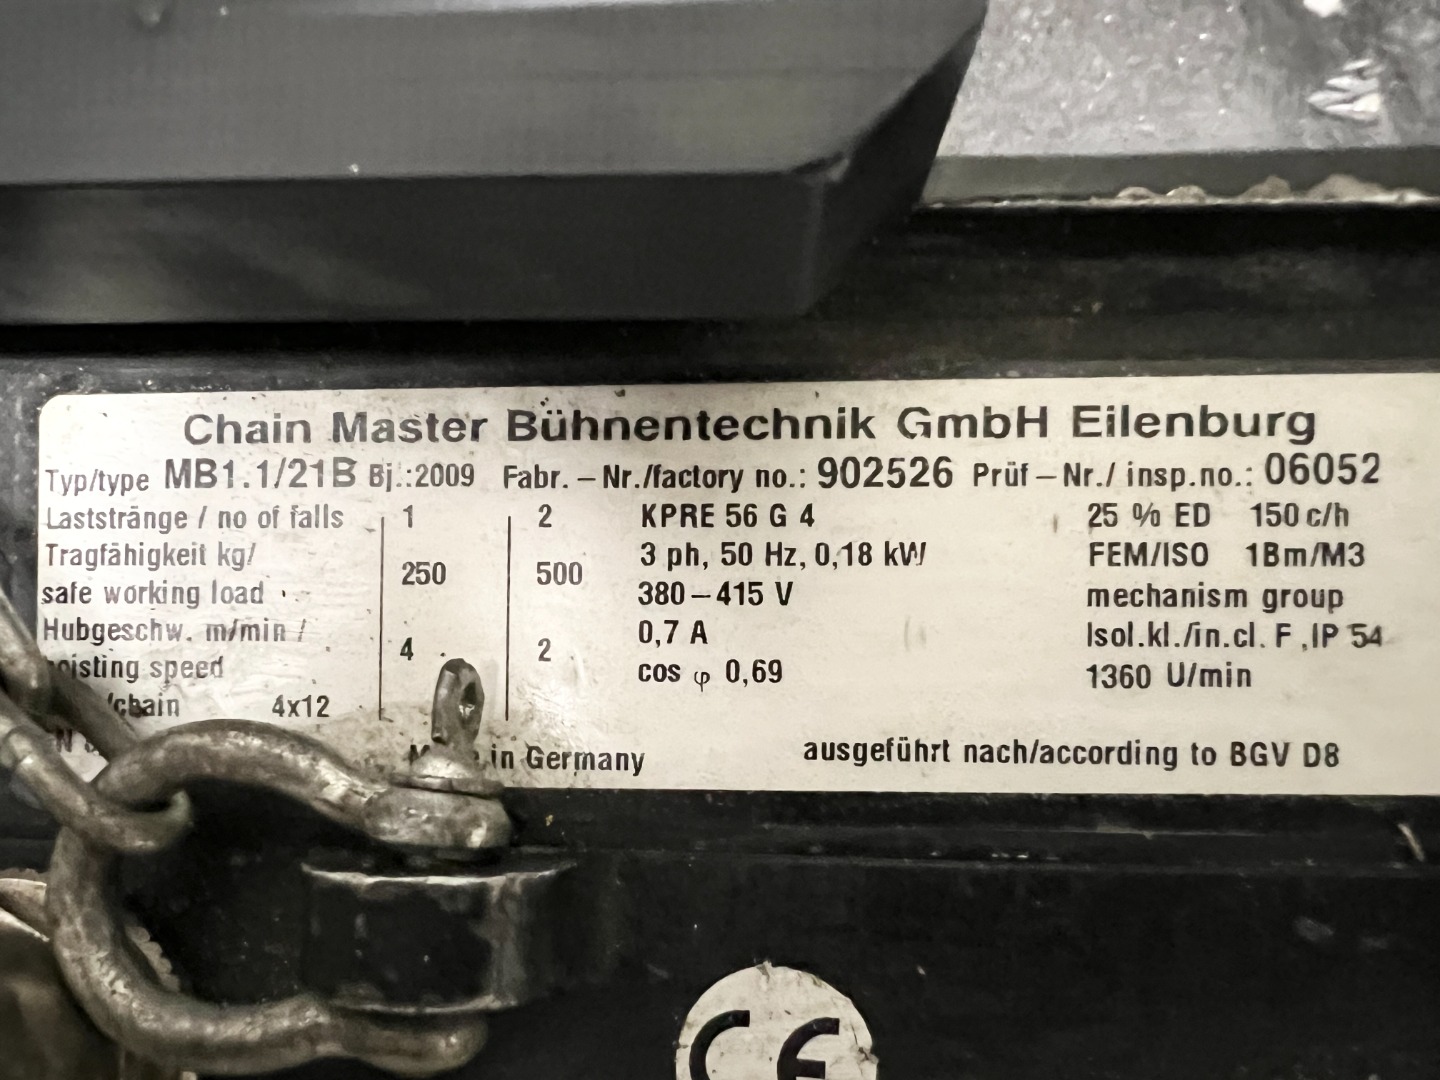 Chain Master Bühnentechnik GmbH Eilenburg
Typ/type MB1.1/21B Bj.:2009 Fabr.-Nr./factory no.: 902526 Prüf-Nr./ insp.no.: 06052
Laststränge / no of falls 1 2 KPRE 56 G 4 25 % ED 150 c/h
Tragfähigkeit kg/ 3 ph, 50 Hz, 0,18 kW FEM/ISO 1Bm/M3
250 500
safe working load 380-415 V mechanism group
Hubgeschw. m/min / 0,7 A Isol.kl./in.cl. F ,IP 54
4 2
speed cos φ 0,69 1360 U/min
/chain 4x12
in Germany ausgeführt nach/according to BGV D8
CE